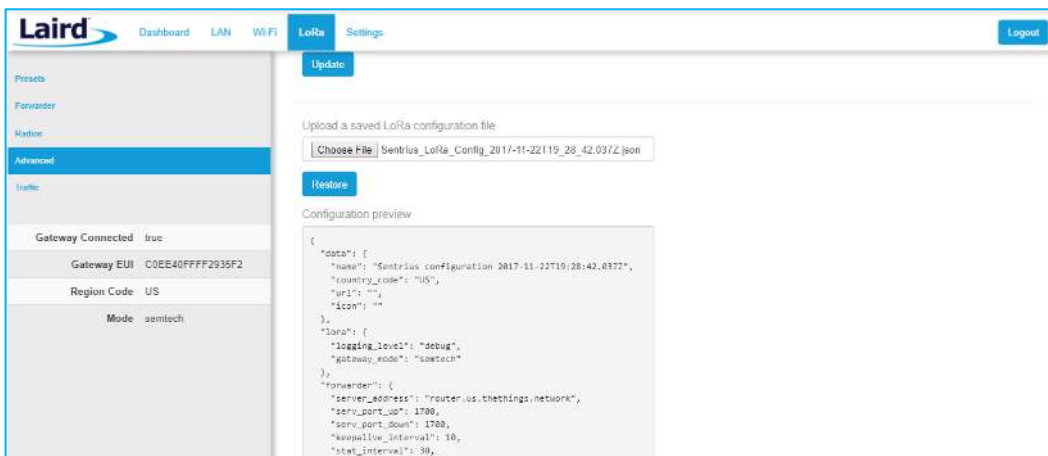 Laird
Dashboard LAN Wi-Fi LoRa Settings Logout
Presets
Forwarder
Radios
Advanced
Traffic
Gateway Connected true
Gateway EUI C0EE40FFFF2935F2
Region Code US
Mode semtech
Update
Upload a saved LoRa configuration file
Choose File Sentrius_LoRa_Config_2017-11-22T19_28_42.037Z.json
Restore
Configuration preview
{
"data": {
"name": "Sentrius configuration 2017-11-22T19:28:42.037Z",
"country_code": "US",
"url": "",
"icon": ""
},
"lora": {
"logging_level": "debug",
"gateway_mode": "semtech"
},
"forwarder": {
"server_address": "router.us.thethings.network",
"serv_port_up": 1700,
"serv_port_down": 1700,
"keepalive_interval": 10,
"stat_interval": 30,